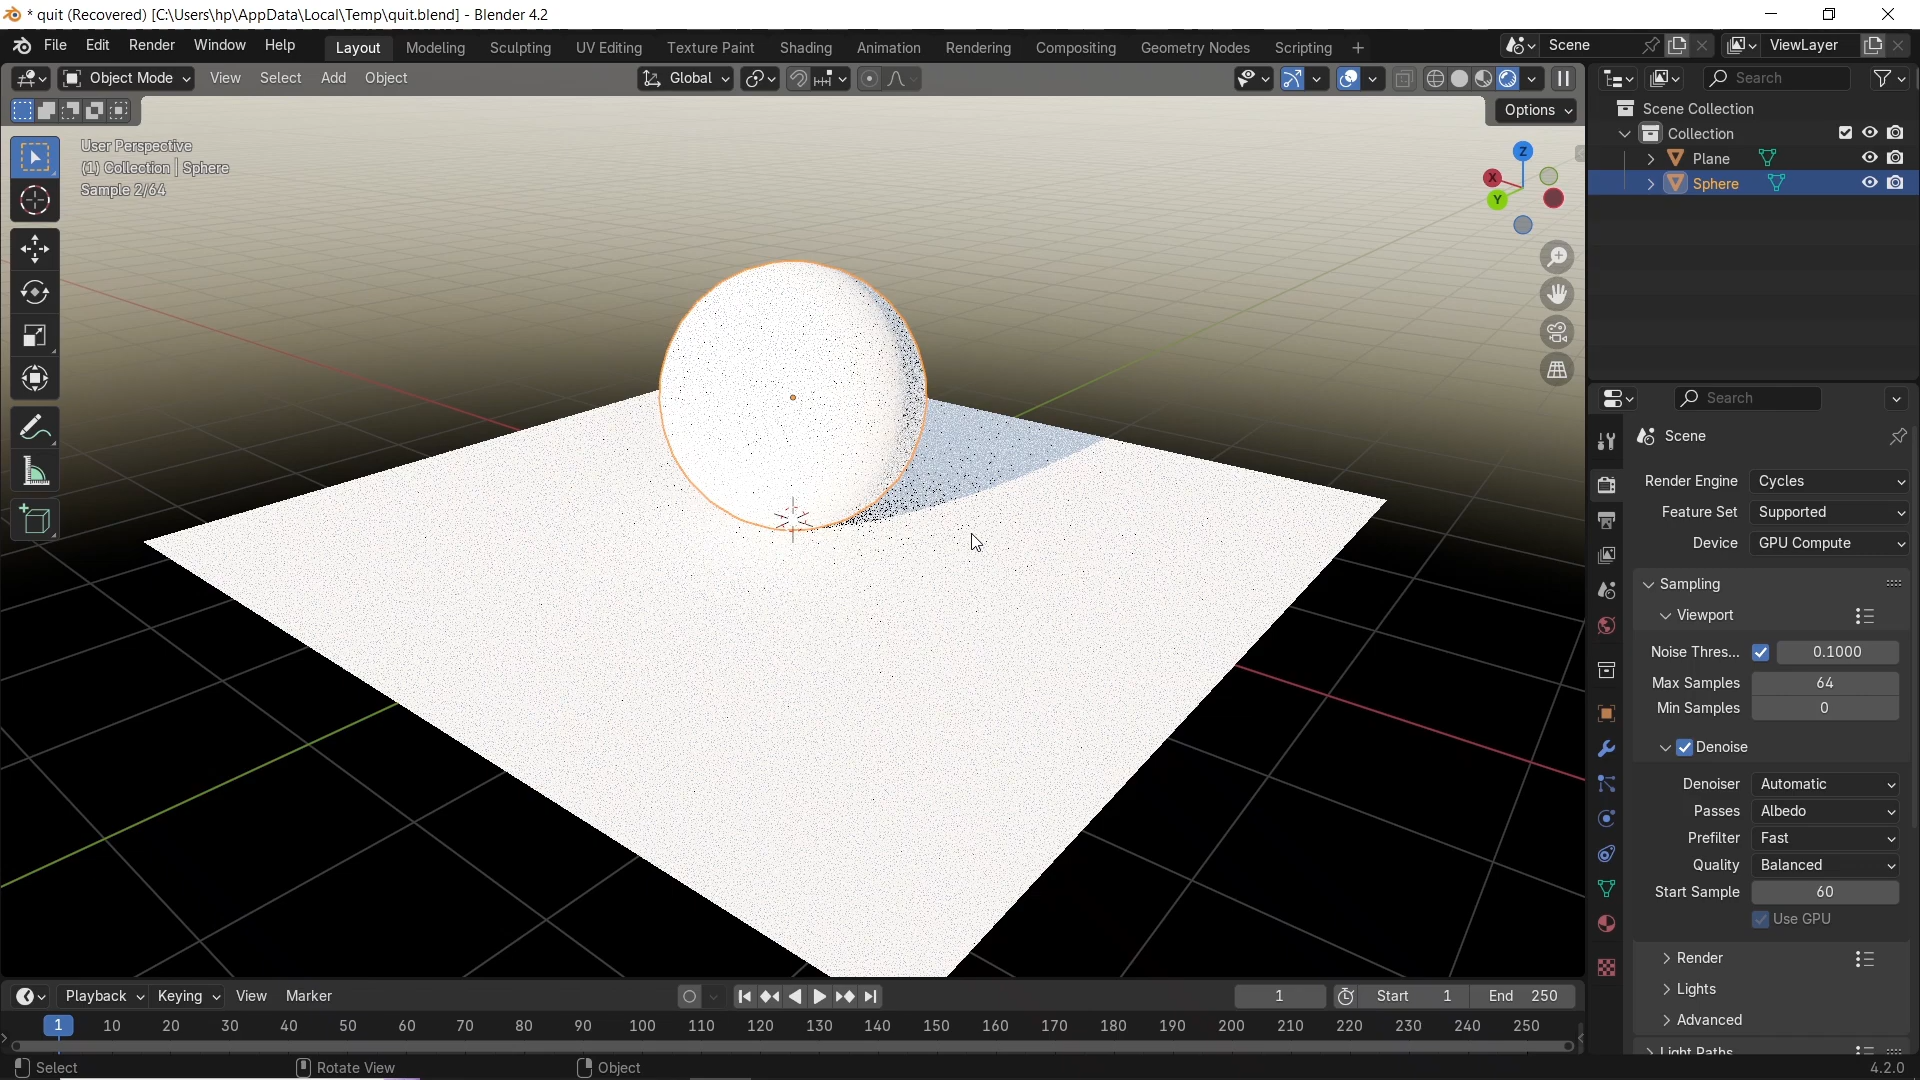 * quit (Recovered) [C:\Users\hp\AppData\Local\Temp\quit.blend] - Blender 4.2
File Edit Render Window Help Layout Modeling Sculpting UV Editing Texture Paint Shading Animation Rendering Compositing Geometry Nodes Scripting + Scene ViewLayer
Object Mode View Select Add Object Global Search
Options
User Perspective
(1) Collection | Sphere
Sample 2/64
Z
X
Y
Scene Collection
Collection
Plane
Sphere
Search
Scene
Render Engine Cycles
Feature Set Supported
Device GPU Compute
Sampling
Viewport
Noise Thres... 0.1000
Max Samples 64
Min Samples 0
Denoise
Denoiser Automatic
Passes Albedo
Prefilter Fast
Quality Balanced
Start Sample 60
Use GPU
Render
Lights
Advanced
Light Paths
Playback Keying View Marker 1 Start 1 End 250
1 10 20 30 40 50 60 70 80 90 100 110 120 130 140 150 160 170 180 190 200 210 220 230 240 250
Select Rotate View Object 4.2.0